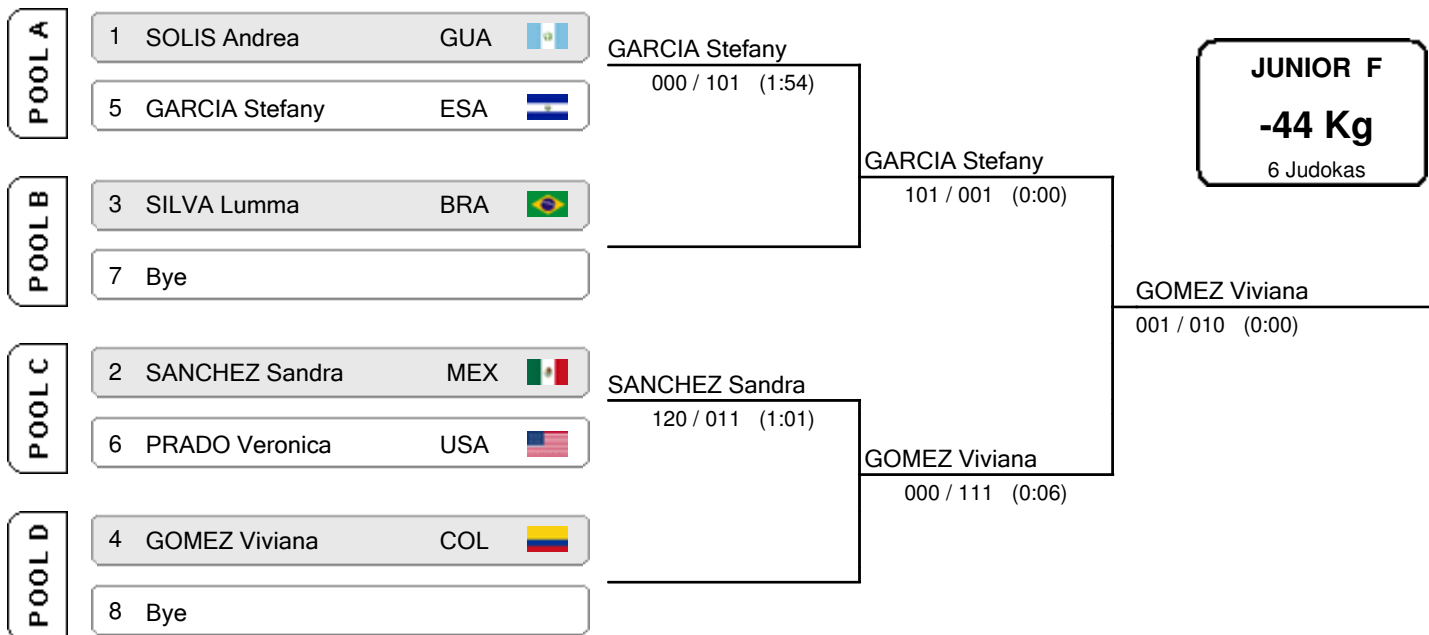 POOL A
1 SOLIS Andrea GUA
5 GARCIA Stefany ESA
GARCIA Stefany
000 / 101 (1:54)
JUNIOR F
-44 Kg
6 Judokas
GARCIA Stefany
101 / 001 (0:00)
POOL B
3 SILVA Lumma BRA
7 Bye
GOMEZ Viviana
001 / 010 (0:00)
POOL C
2 SANCHEZ Sandra MEX
6 PRADO Veronica USA
SANCHEZ Sandra
120 / 011 (1:01)
GOMEZ Viviana
000 / 111 (0:06)
POOL D
4 GOMEZ Viviana COL
8 Bye